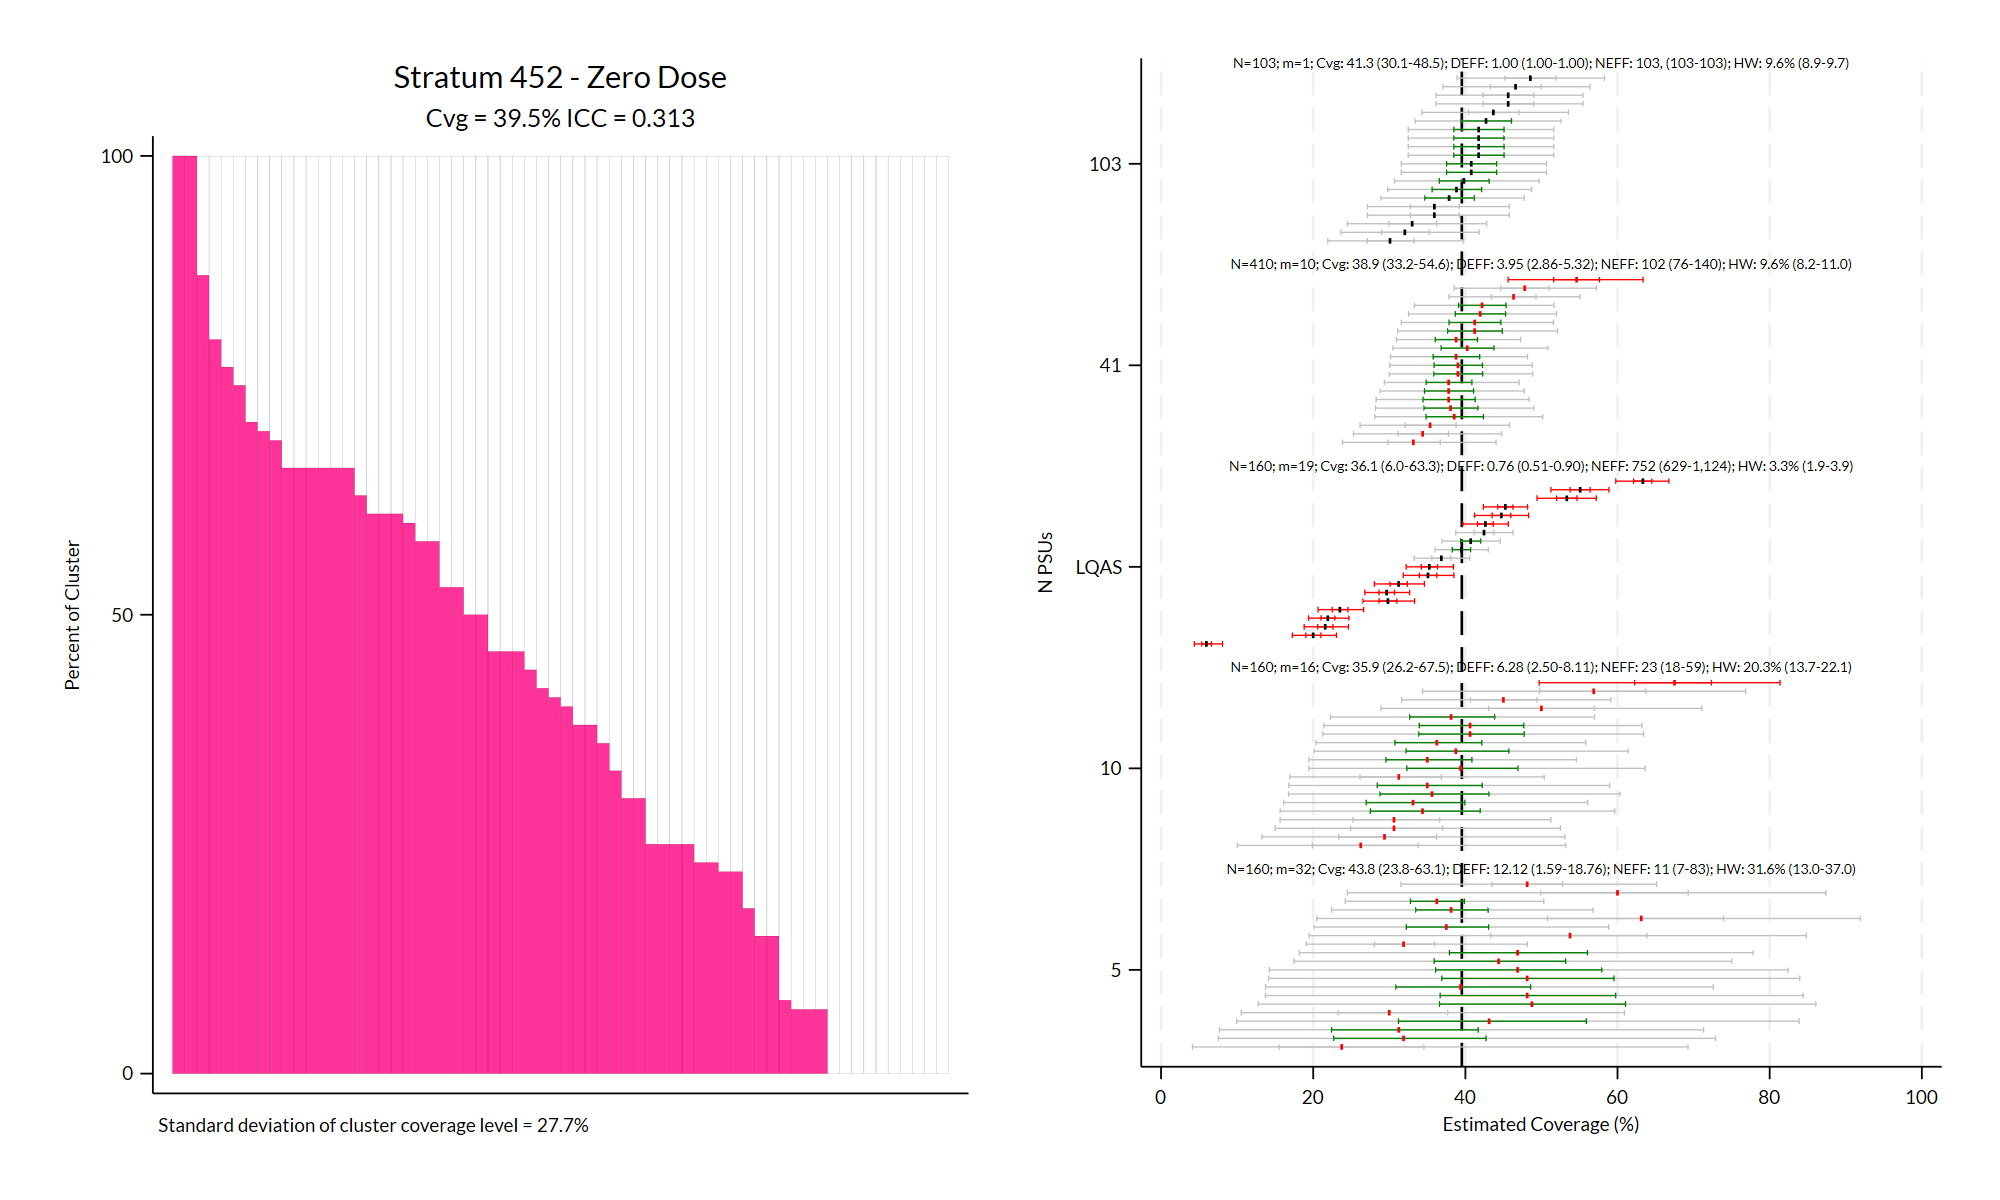 Stratum 452 - Zero Dose
Cvg = 39.5% ICC = 0.313
100
50
0
Percent of Cluster
Standard deviation of cluster coverage level = 27.7%
N=103; m=1; Cvg: 41.3 (30.1-48.5); DEFF: 1.00 (1.00-1.00); NEFF: 103, (103-103); HW: 9.6% (8.9-9.7)
103
N=410; m=10; Cvg: 38.9 (33.2-54.6); DEFF: 3.95 (2.86-5.32); NEFF: 102 (76-140); HW: 9.6% (8.2-11.0)
41
N=160; m=19; Cvg: 36.1 (6.0-63.3); DEFF: 0.76 (0.51-0.90); NEFF: 752 (629-1,124); HW: 3.3% (1.9-3.9)
N PSUs
LQAS
N=160; m=16; Cvg: 35.9 (26.2-67.5); DEFF: 6.28 (2.50-8.11); NEFF: 23 (18-59); HW: 20.3% (13.7-22.1)
10
N=160; m=32; Cvg: 43.8 (23.8-63.1); DEFF: 12.12 (1.59-18.76); NEFF: 11 (7-83); HW: 31.6% (13.0-37.0)
5
0 20 40 60 80 100
Estimated Coverage (%)